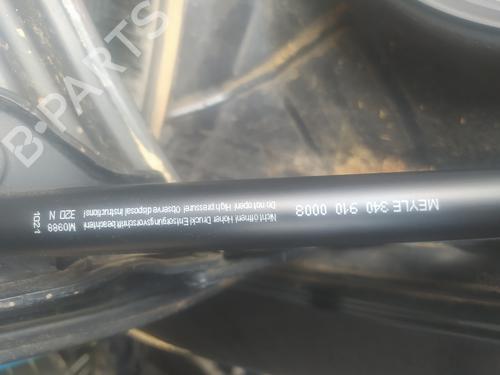 MEYLE 340 910 0008
Nicht öffnen! Hoher Druck! Entsorgungsvorschrift beachten!
Do not open! High pressure! Observe disposal instructions!
M0988
320 N 1021
B-PARTS